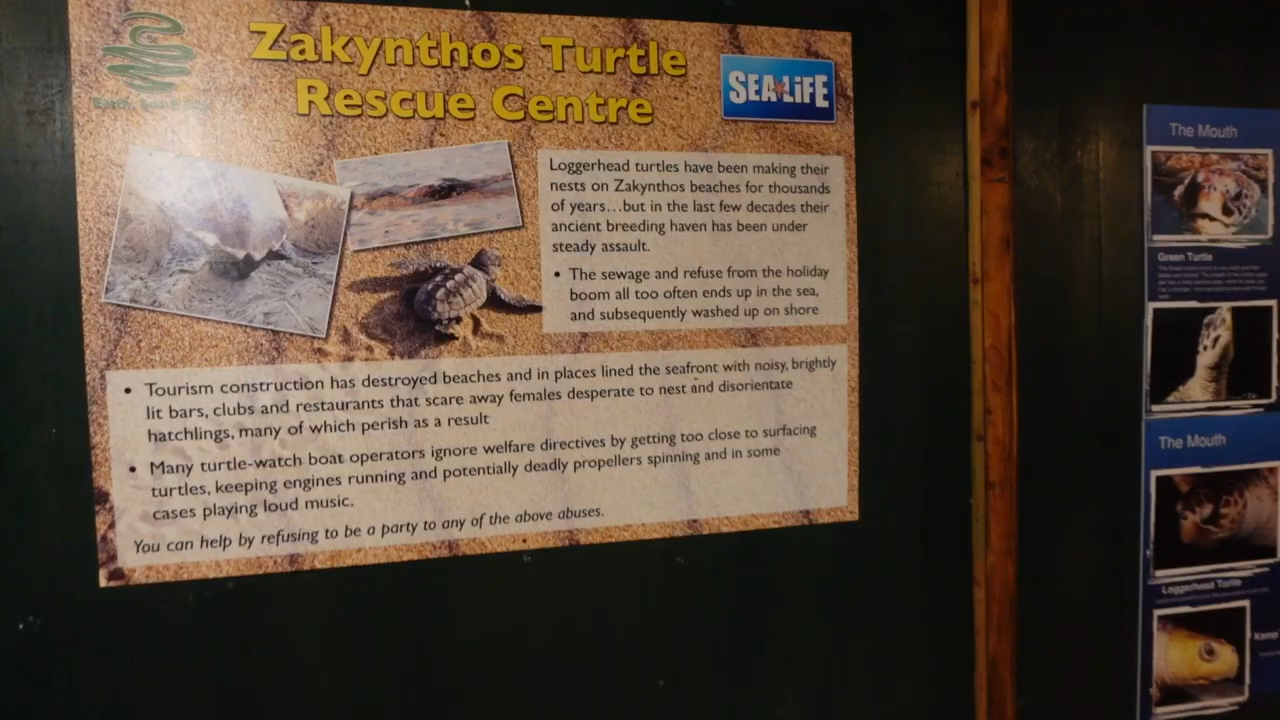 Zakynthos Turtle
Rescue Centre
SEA LIFE
Loggerhead turtles have been making their
nests on Zakynthos beaches for thousands
of years...but in the last few decades their
ancient breeding haven has been under
steady assault.
• The sewage and refuse from the holiday
boom all too often ends up in the sea,
and subsequently washed up on shore
• Tourism construction has destroyed beaches and in places lined the seafront with noisy, brightly
lit bars, clubs and restaurants that scare away females desperate to nest and disorientate
hatchlings, many of which perish as a result
• Many turtle-watch boat operators ignore welfare directives by getting too close to surfacing
turtles, keeping engines running and potentially deadly propellers spinning and in some
cases playing loud music.
You can help by refusing to be a party to any of the above abuses.
The Mouth
Green Turtle
The Mouth
Loggerhead Turtle
Kemp